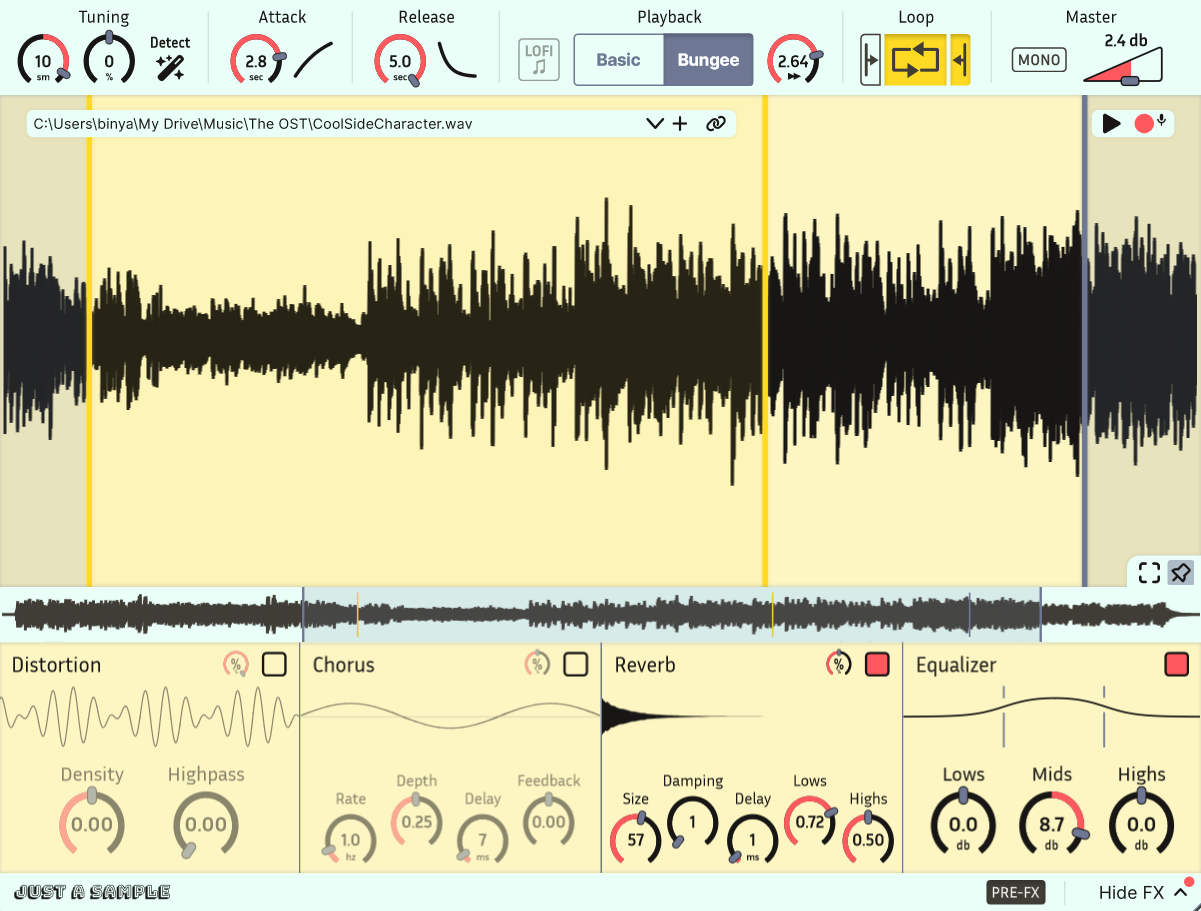 Tuning Attack Release Playback Loop Master
10 sm 0 % Detect 2.8 sec 5.0 sec LOFI Basic Bungee 2.64 MONO 2.4 db
C:\Users\binya\My Drive\Music\The OST\CoolSideCharacter.wav
Distortion %
Density Highpass
0.00 0.00
Chorus %
Rate Depth Delay Feedback
1.0 hz 0.25 7 ms 0.00
Reverb %
Size Damping Delay Lows Highs
57 1 1 ms 0.72 0.50
Equalizer
Lows Mids Highs
0.0 db 8.7 db 0.0 db
JUST A SAMPLE PRE-FX Hide FX